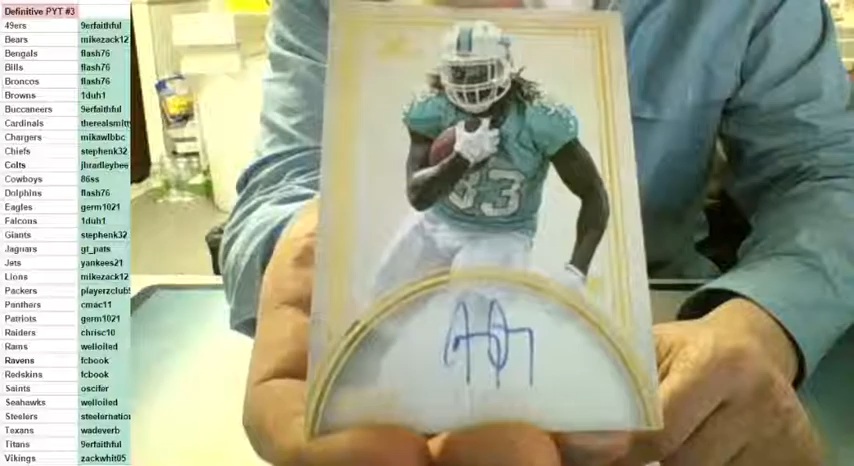 Definitive PYT #3
49ers 9erfaithful
Bears mikezack12
Bengals flash76
Bills flash76
Broncos flash76
Browns 1duh1
Buccaneers 9erfaithful
Cardinals therealsmitt
Chargers mikawlbbc
Chiefs stephenk32
Colts jbradleybee
Cowboys 86ss
Dolphins flash76
Eagles germ1021
Falcons 1duh1
Giants stephenk32
Jaguars gt_pats
Jets yankees21
Lions mikezack12
Packers playerzclub
Panthers cmac11
Patriots germ1021
Raiders chrisc10
Rams welloiled
Ravens fcbook
Redskins fcbook
Saints oscifer
Seahawks welloiled
Steelers steelernation
Texans wadeverb
Titans 9erfaithful
Vikings zackwhit05
33